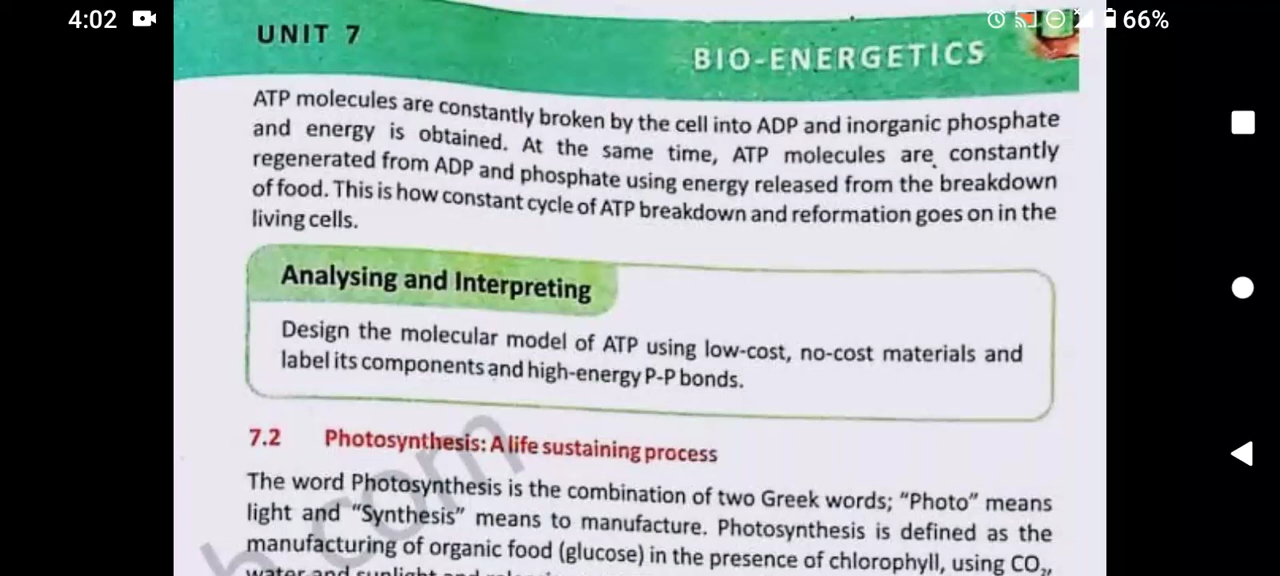 4:02
66%
UNIT 7
BIO-ENERGETICS
ATP molecules are constantly broken by the cell into ADP and inorganic phosphate
and energy is obtained. At the same time, ATP molecules are constantly
regenerated from ADP and phosphate using energy released from the breakdown
of food. This is how constant cycle of ATP breakdown and reformation goes on in the
living cells.
Analysing and Interpreting
Design the molecular model of ATP using low-cost, no-cost materials and
label its components and high-energy P-P bonds.
7.2 Photosynthesis: A life sustaining process
The word Photosynthesis is the combination of two Greek words; “Photo” means
light and “Synthesis” means to manufacture. Photosynthesis is defined as the
manufacturing of organic food (glucose) in the presence of chlorophyll, using CO₂,
water and sunlight and
com